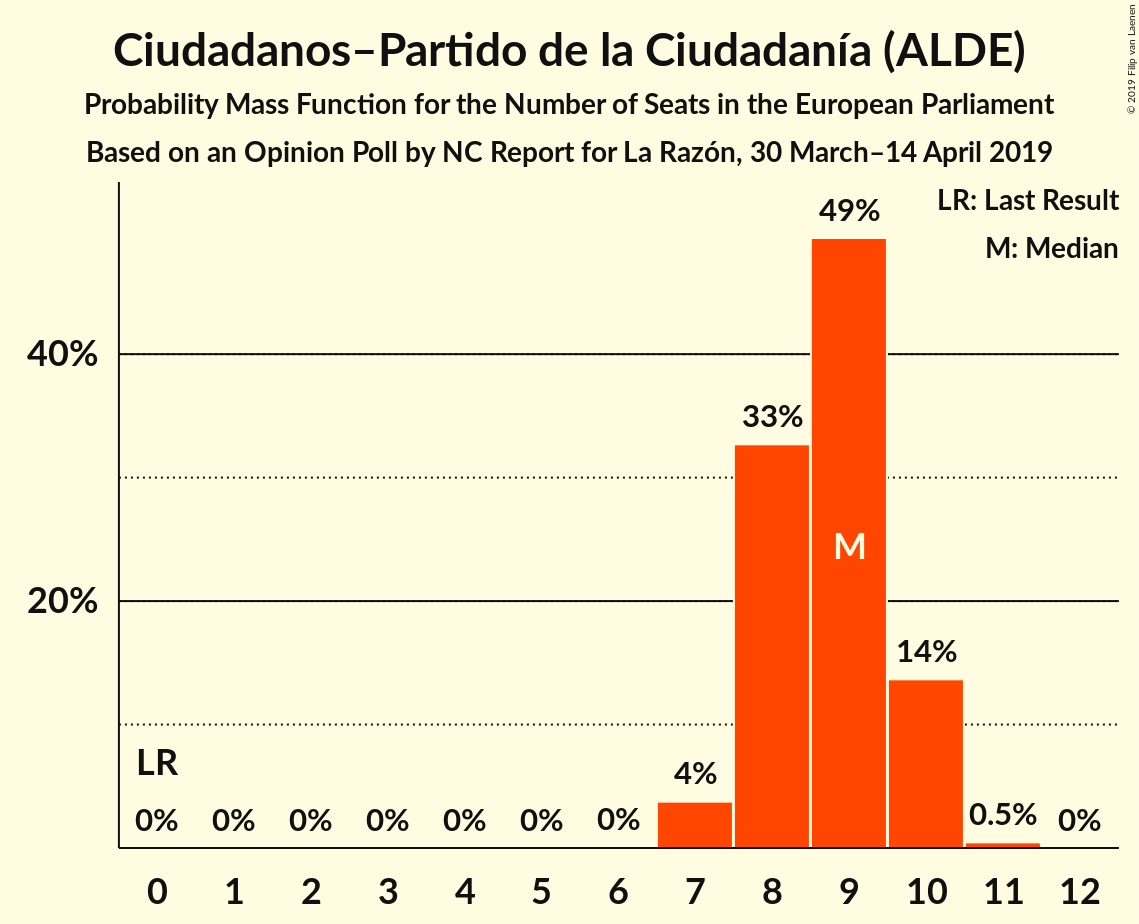 Ciudadanos–Partido de la Ciudadanía (ALDE)
Probability Mass Function for the Number of Seats in the European Parliament
Based on an Opinion Poll by NC Report for La Razón, 30 March–14 April 2019
© 2019 Filip van Laenen
LR: Last Result
M: Median
49%
40%
33%
M
20%
14%
LR
4%
0% 0% 0% 0% 0% 0% 0% 0.5% 0%
0 1 2 3 4 5 6 7 8 9 10 11 12